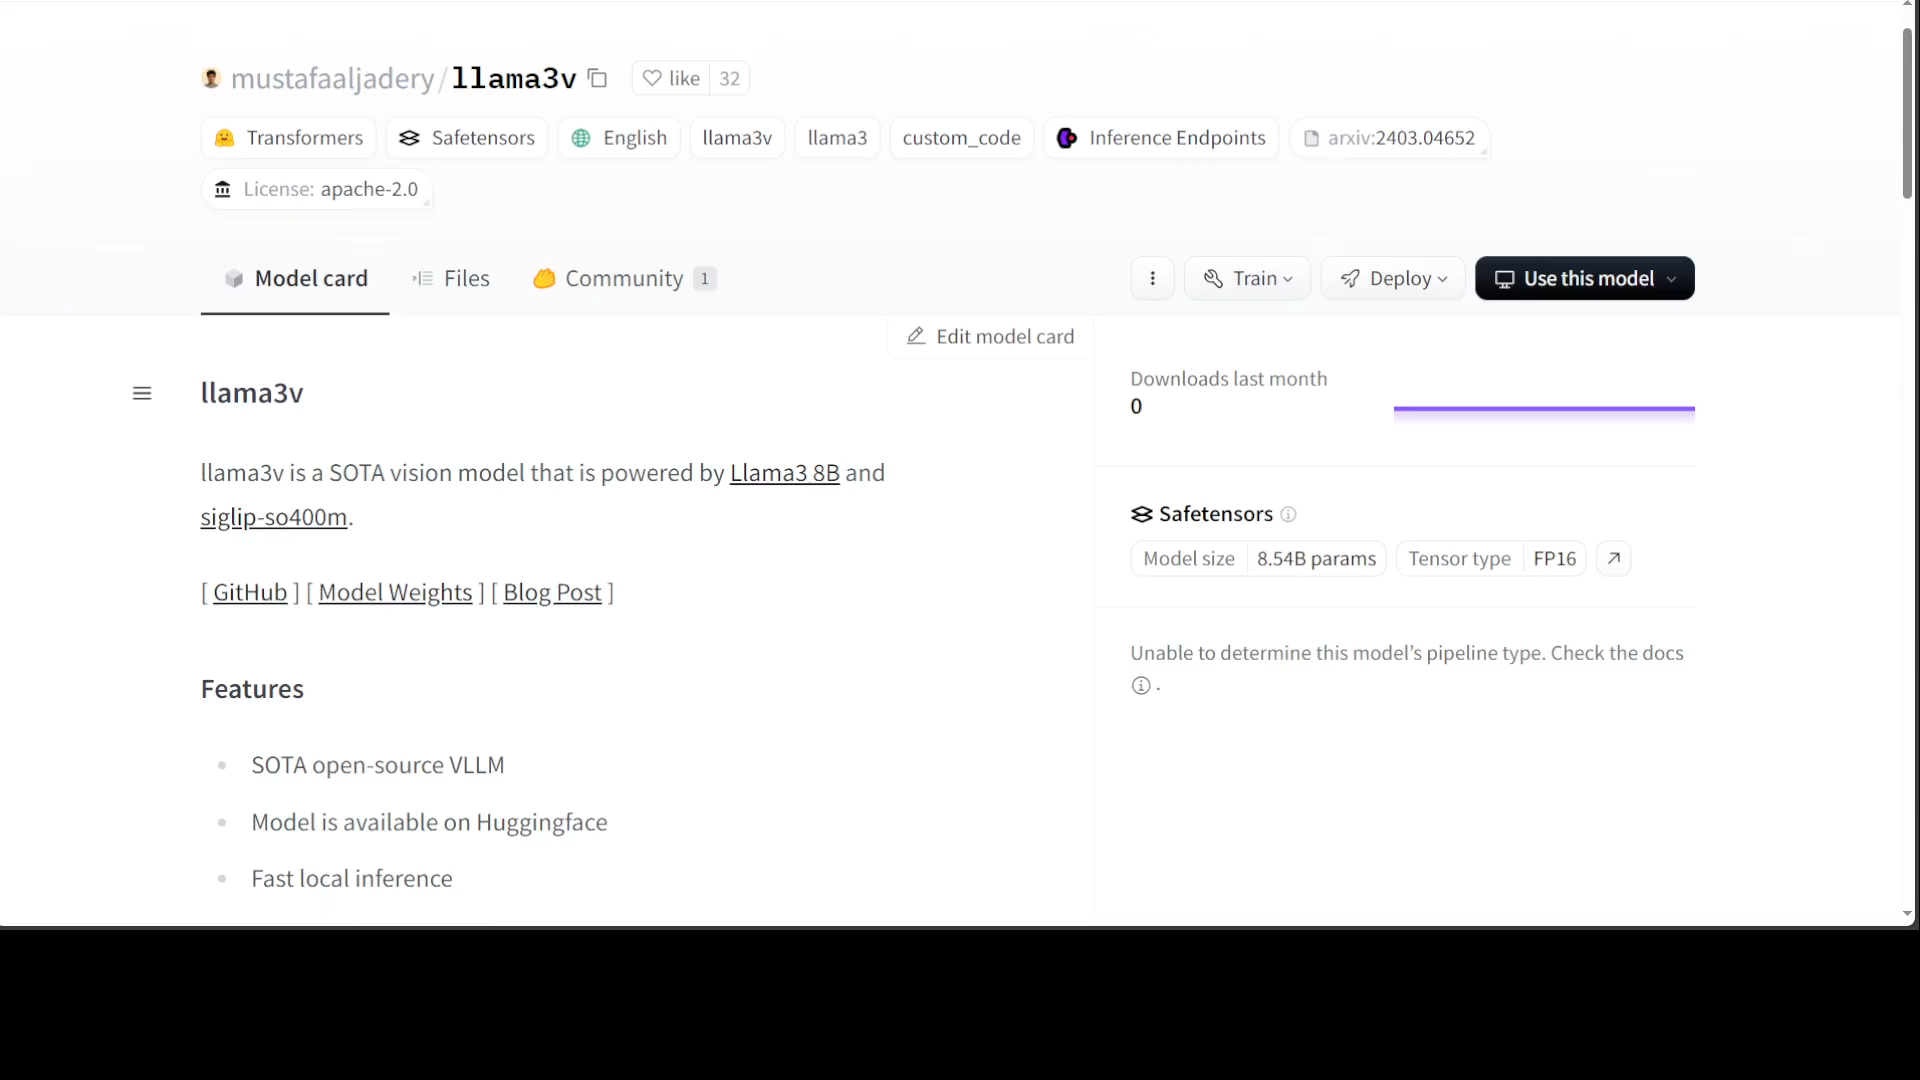 mustafaaljadery/llama3v like 32
Transformers Safetensors English llama3v llama3 custom_code Inference Endpoints arxiv:2403.04652
License: apache-2.0
Model card Files Community 1 Train Deploy Use this model
Edit model card
llama3v
llama3v is a SOTA vision model that is powered by Llama3 8B and
siglip-so400m.
[ GitHub ] [ Model Weights ] [ Blog Post ]
Features
SOTA open-source VLLM
Model is available on Huggingface
Fast local inference
Downloads last month
0
Safetensors
Model size 8.54B params Tensor type FP16
Unable to determine this model's pipeline type. Check the docs
.